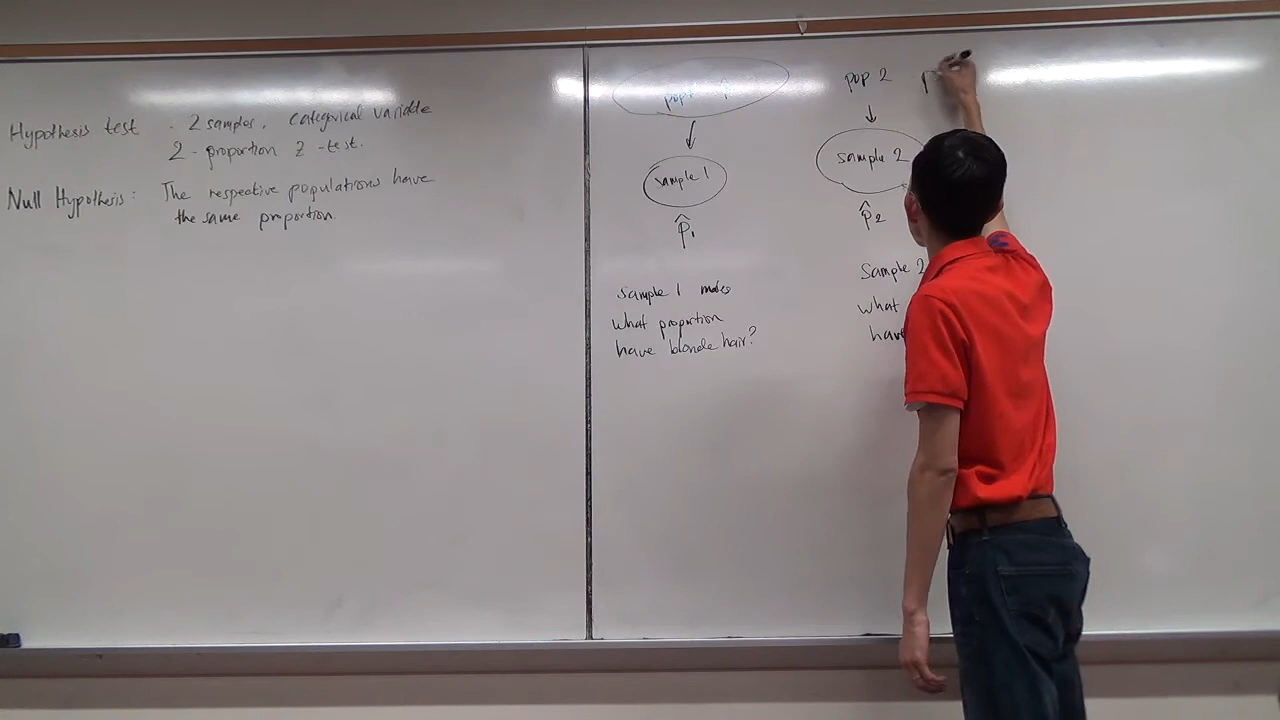 Hypothesis test . 2 samples. Categorical variable
2 - proportion Z - test.
Null Hypothesis: The respective populations have
the same proportion.
pop1 p
sample 1
p̂₁
Sample 1 males
What proportion
have blonde hair?
pop 2 p
sample 2
p̂₂
Sample 2
What
have